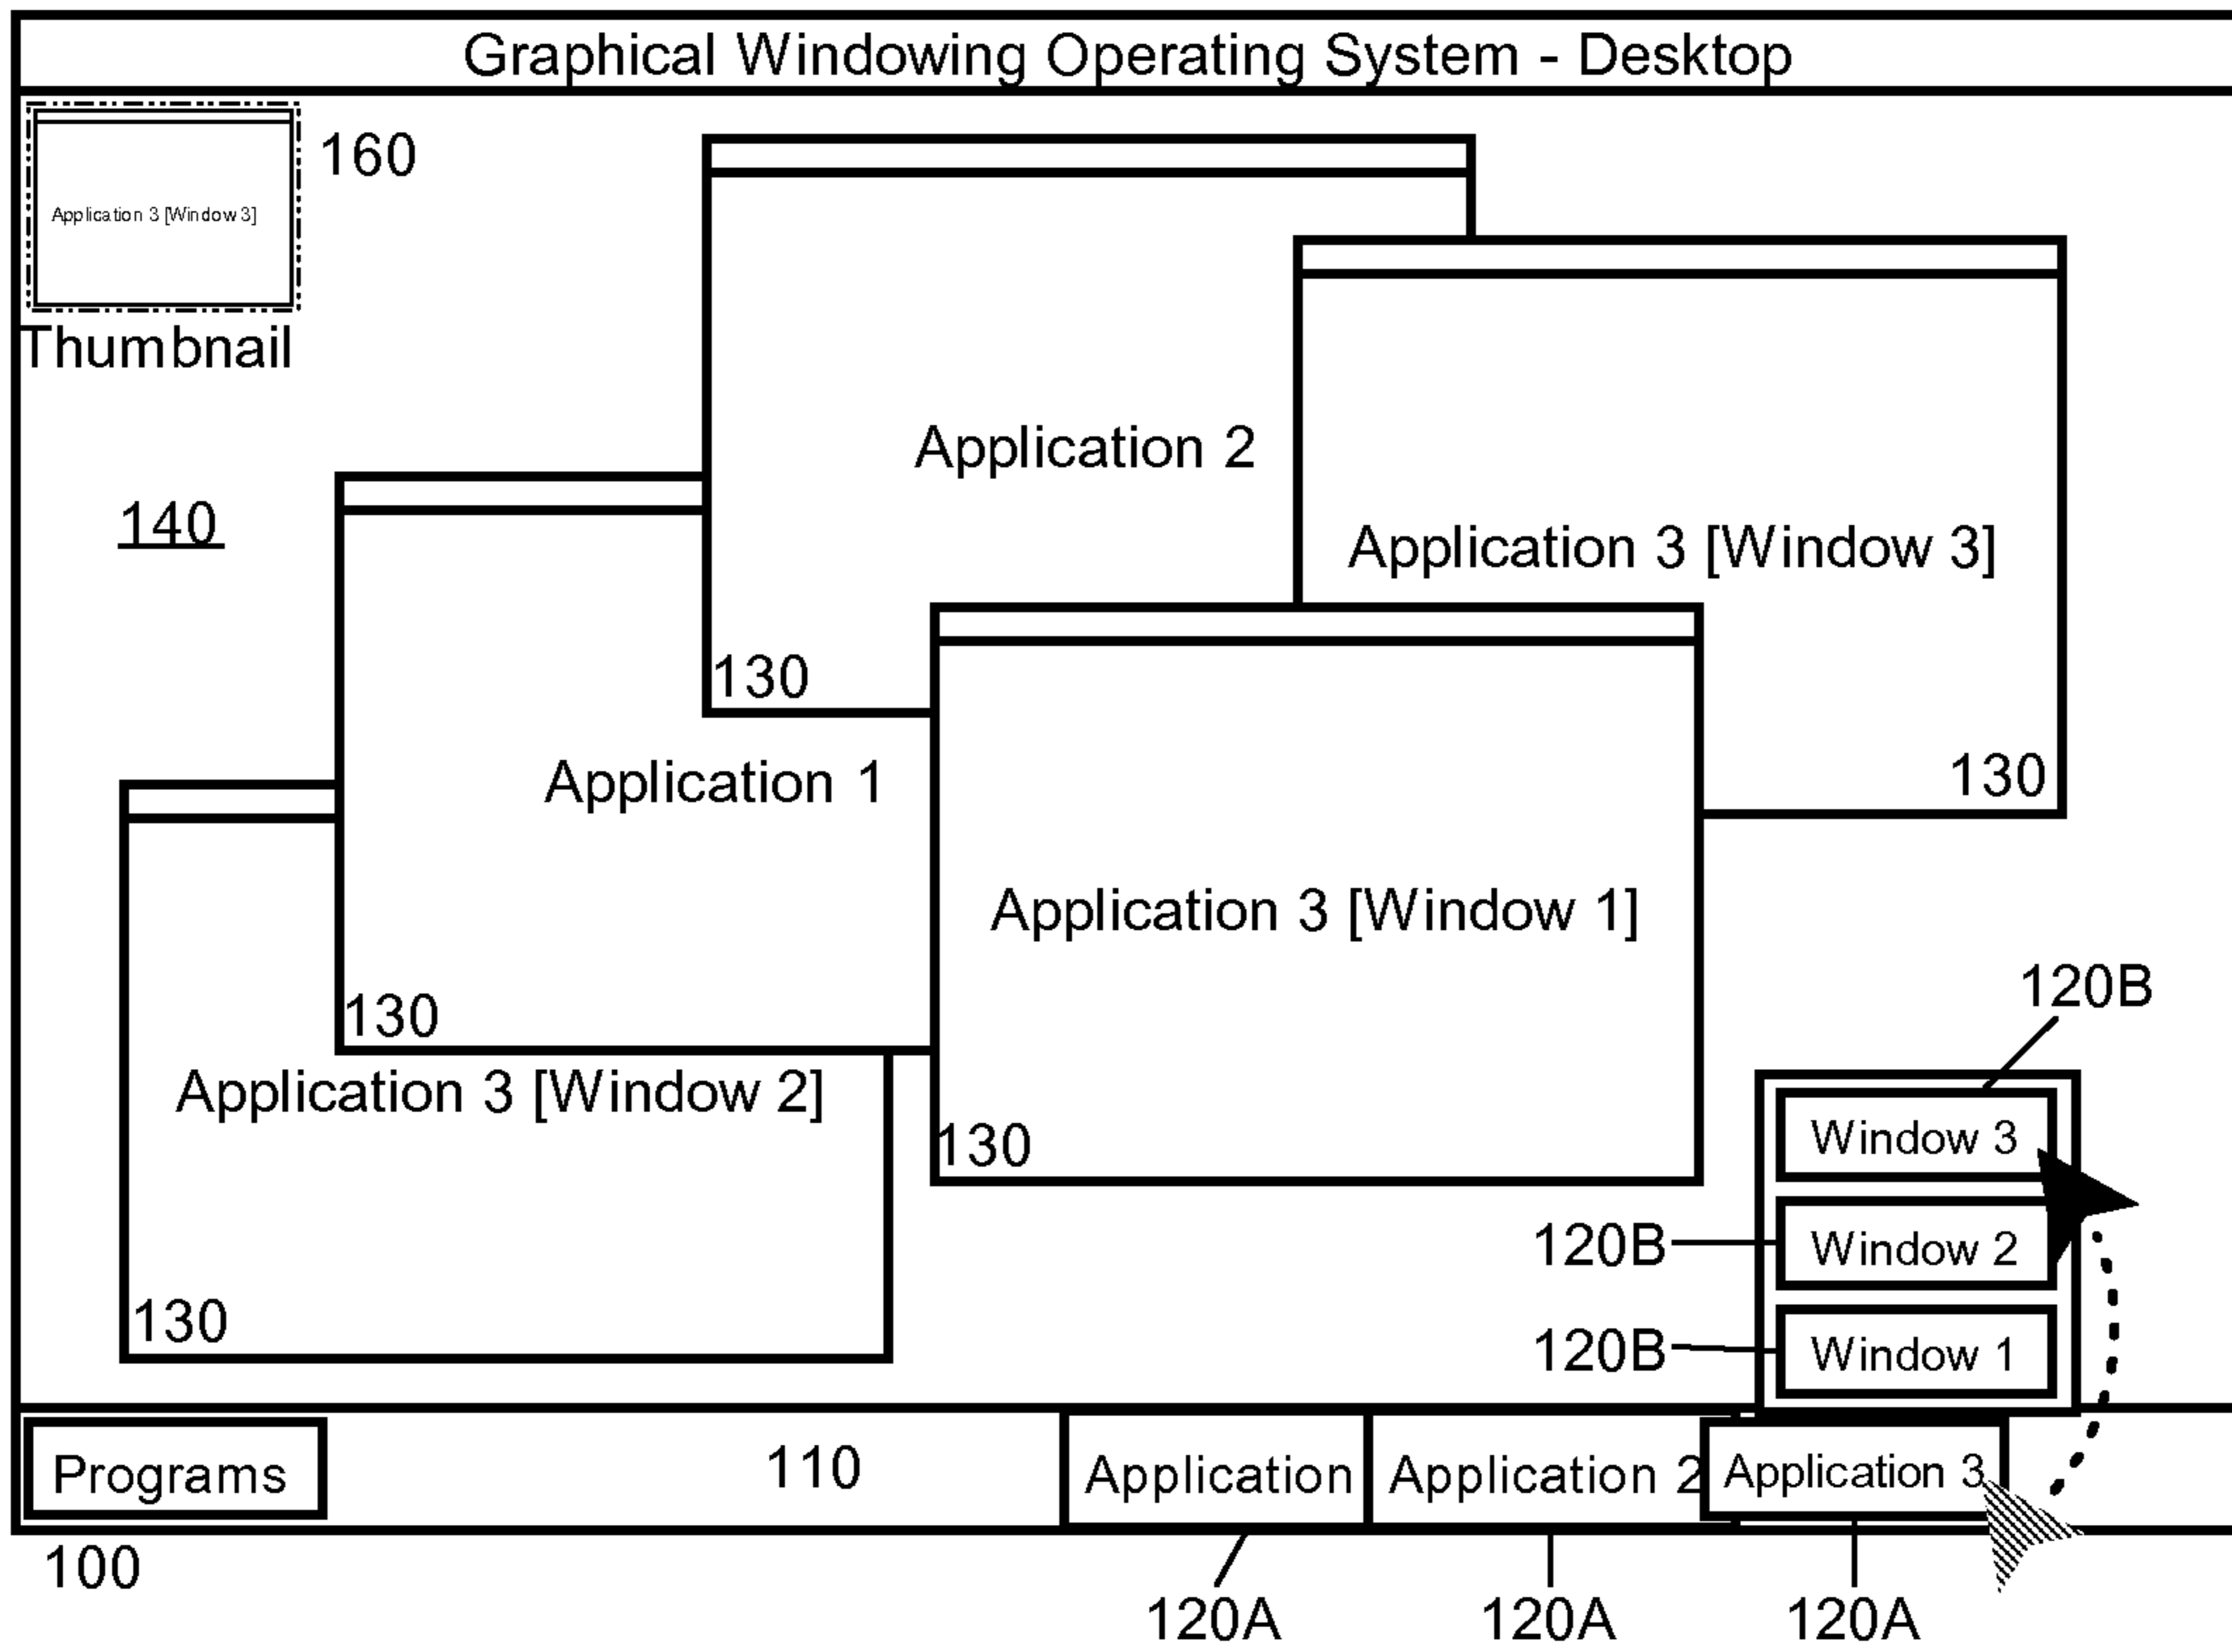 Graphical Windowing Operating System - Desktop
160
Application 3 [Window 3]
Thumbnail
140
Application 2
Application 3 [Window 3]
130
130
Application 1
Application 3 [Window 1]
130
120B
Application 3 [Window 2]
130
Window 3
120B
Window 2
130
120B
Window 1
Programs
110
Application
Application 2
Application 3
100
120A
120A
120A